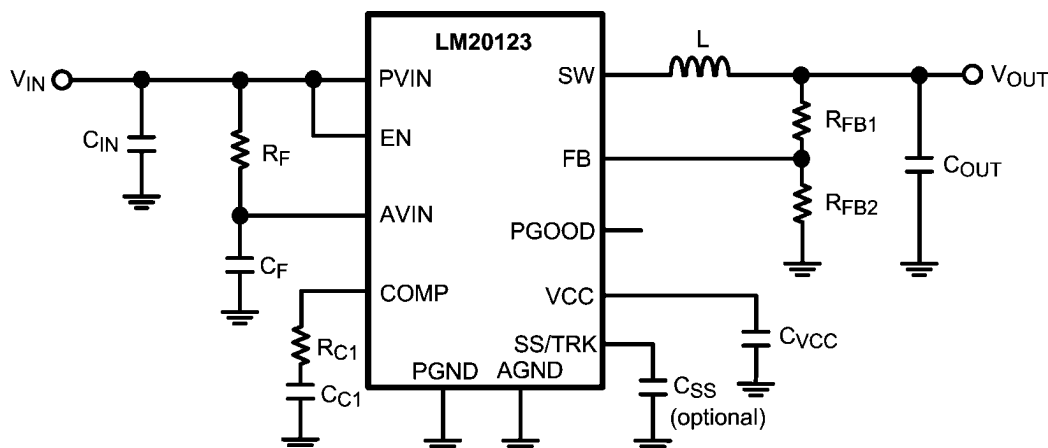 LM20123
L
VIN
PVIN
SW
VOUT
CIN
RF
EN
RFB1
FB
COUT
AVIN
RFB2
PGOOD
CF
COMP
VCC
RC1
SS/TRK
CVCC
CC1
PGND
AGND
CSS
(optional)